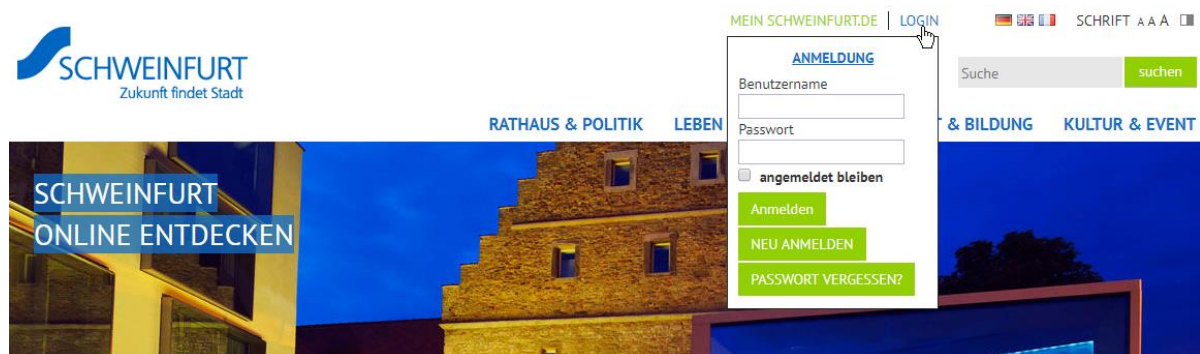 MEIN SCHWEINFURT.DE | LOGIN SCHRIFT A A A
SCHWEINFURT
Zukunft findet Stadt
ANMELDUNG
Benutzername
Passwort
angemeldet bleiben
Anmelden
NEU ANMELDEN
PASSWORT VERGESSEN?
Suche suchen
RATHAUS & POLITIK LEBEN & BILDUNG KULTUR & EVENT
SCHWEINFURT
ONLINE ENTDECKEN